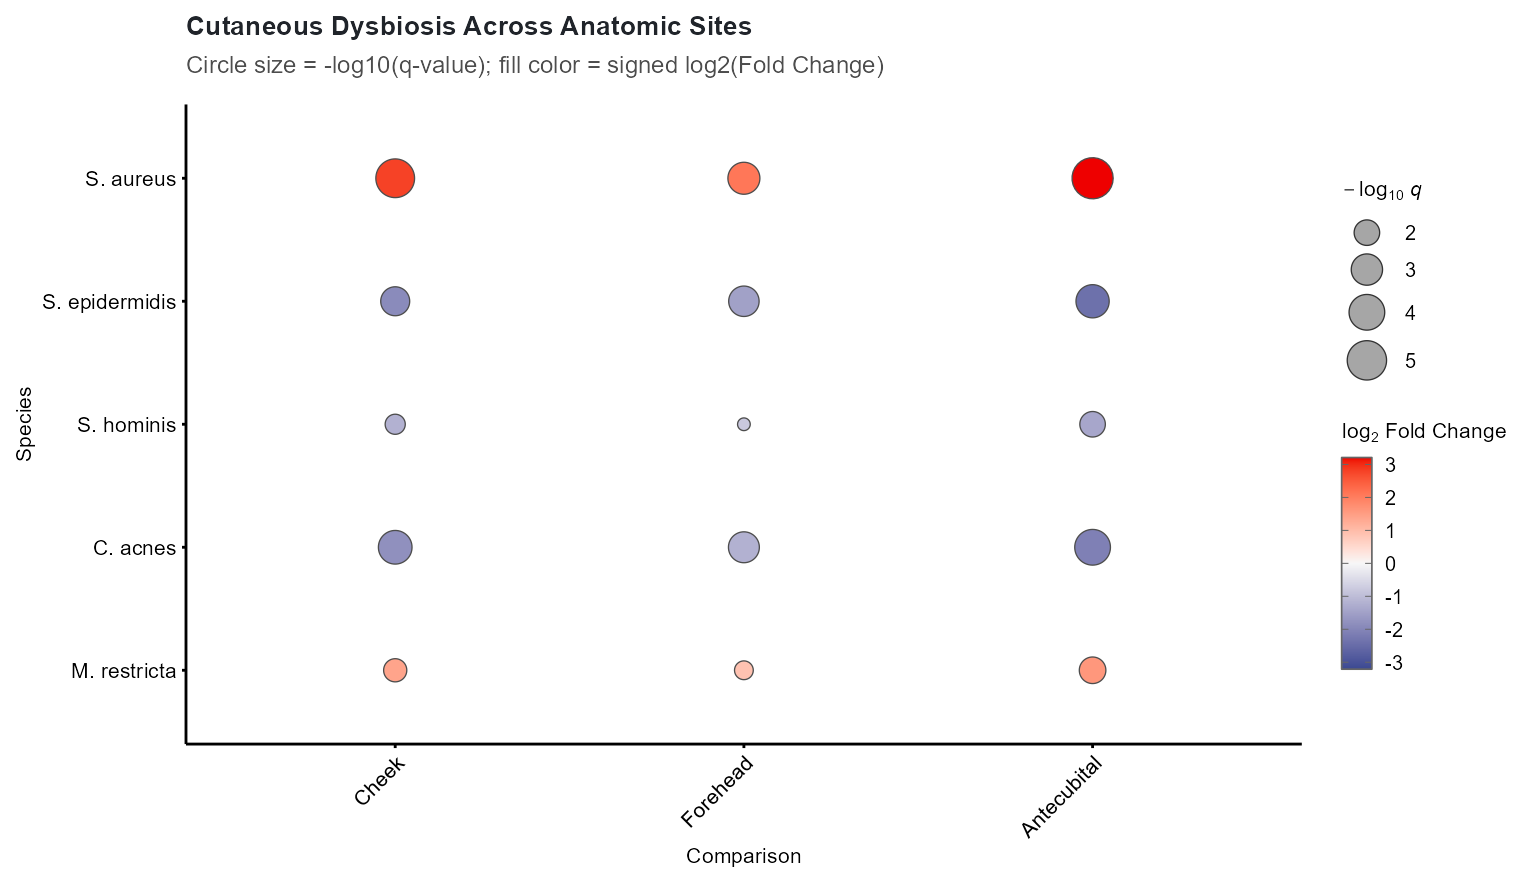 Cutaneous Dysbiosis Across Anatomic Sites
Circle size = -log10(q-value); fill color = signed log2(Fold Change)
Species
S. aureus
S. epidermidis
S. hominis
C. acnes
M. restricta
Cheek
Forehead
Antecubital
Comparison
−log₁₀ q
2
3
4
5
log₂ Fold Change
3
2
1
0
-1
-2
-3